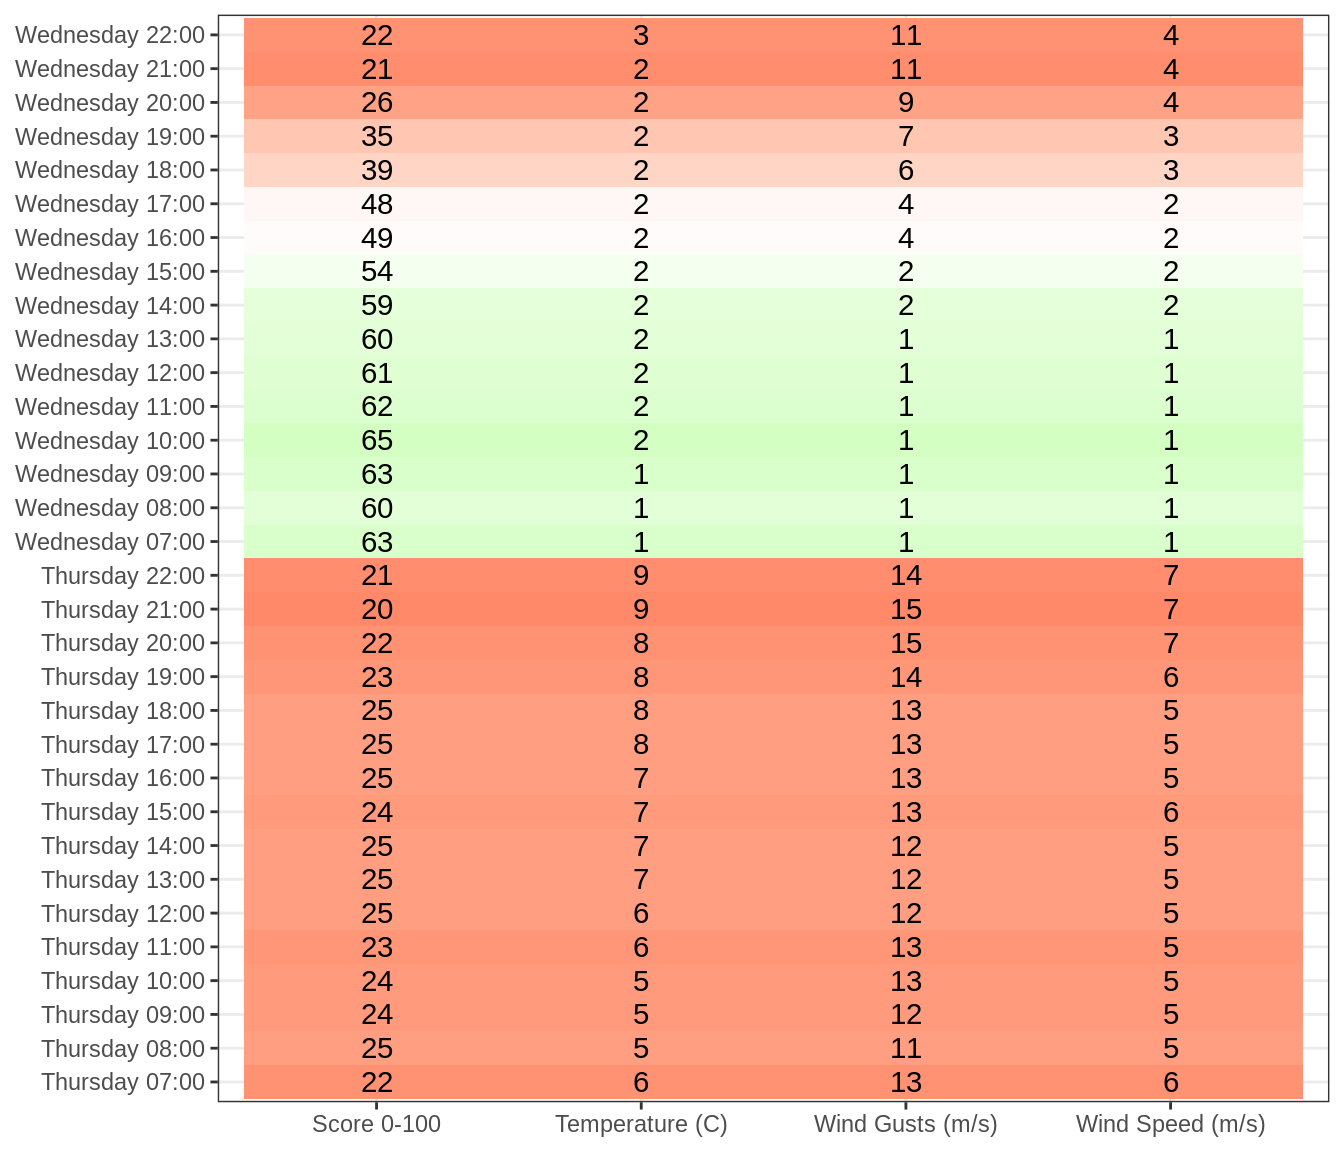 Wednesday 22:00 22 3 11 4
Wednesday 21:00 21 2 11 4
Wednesday 20:00 26 2 9 4
Wednesday 19:00 35 2 7 3
Wednesday 18:00 39 2 6 3
Wednesday 17:00 48 2 4 2
Wednesday 16:00 49 2 4 2
Wednesday 15:00 54 2 2 2
Wednesday 14:00 59 2 2 2
Wednesday 13:00 60 2 1 1
Wednesday 12:00 61 2 1 1
Wednesday 11:00 62 2 1 1
Wednesday 10:00 65 2 1 1
Wednesday 09:00 63 1 1 1
Wednesday 08:00 60 1 1 1
Wednesday 07:00 63 1 1 1
Thursday 22:00 21 9 14 7
Thursday 21:00 20 9 15 7
Thursday 20:00 22 8 15 7
Thursday 19:00 23 8 14 6
Thursday 18:00 25 8 13 5
Thursday 17:00 25 8 13 5
Thursday 16:00 25 7 13 5
Thursday 15:00 24 7 13 6
Thursday 14:00 25 7 12 5
Thursday 13:00 25 7 12 5
Thursday 12:00 25 6 12 5
Thursday 11:00 23 6 13 5
Thursday 10:00 24 5 13 5
Thursday 09:00 24 5 12 5
Thursday 08:00 25 5 11 5
Thursday 07:00 22 6 13 6
Score 0-100 Temperature (C) Wind Gusts (m/s) Wind Speed (m/s)